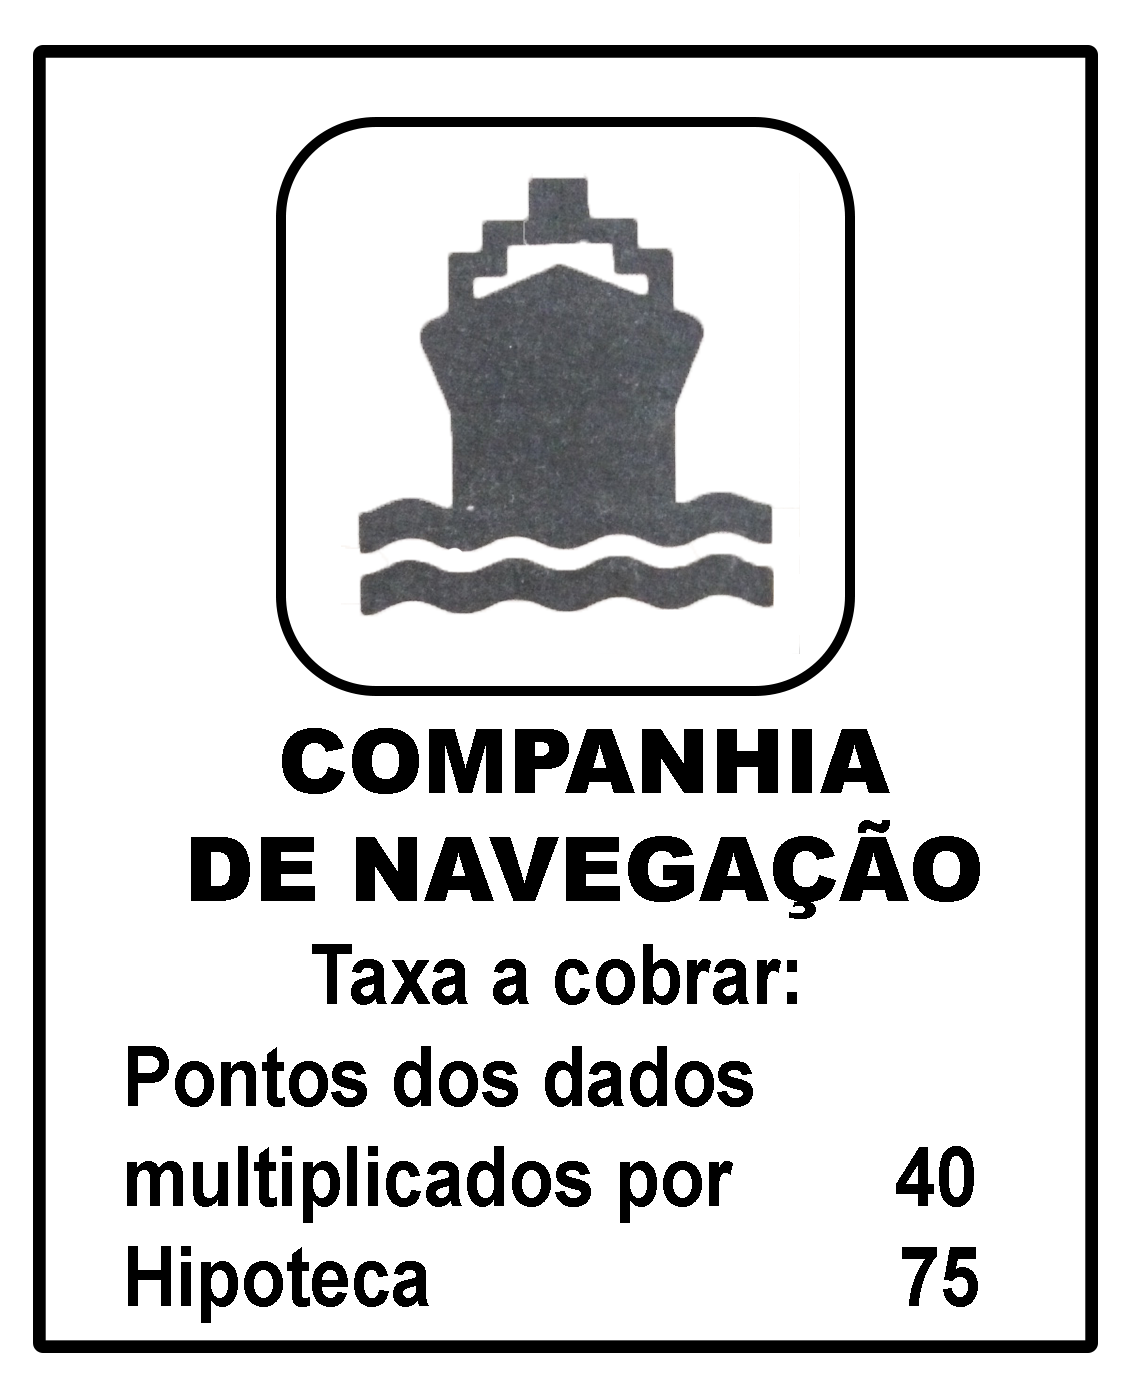 COMPANHIA
DE NAVEGAÇÃO
Taxa a cobrar:
Pontos dos dados
multiplicados por 40
Hipoteca 75